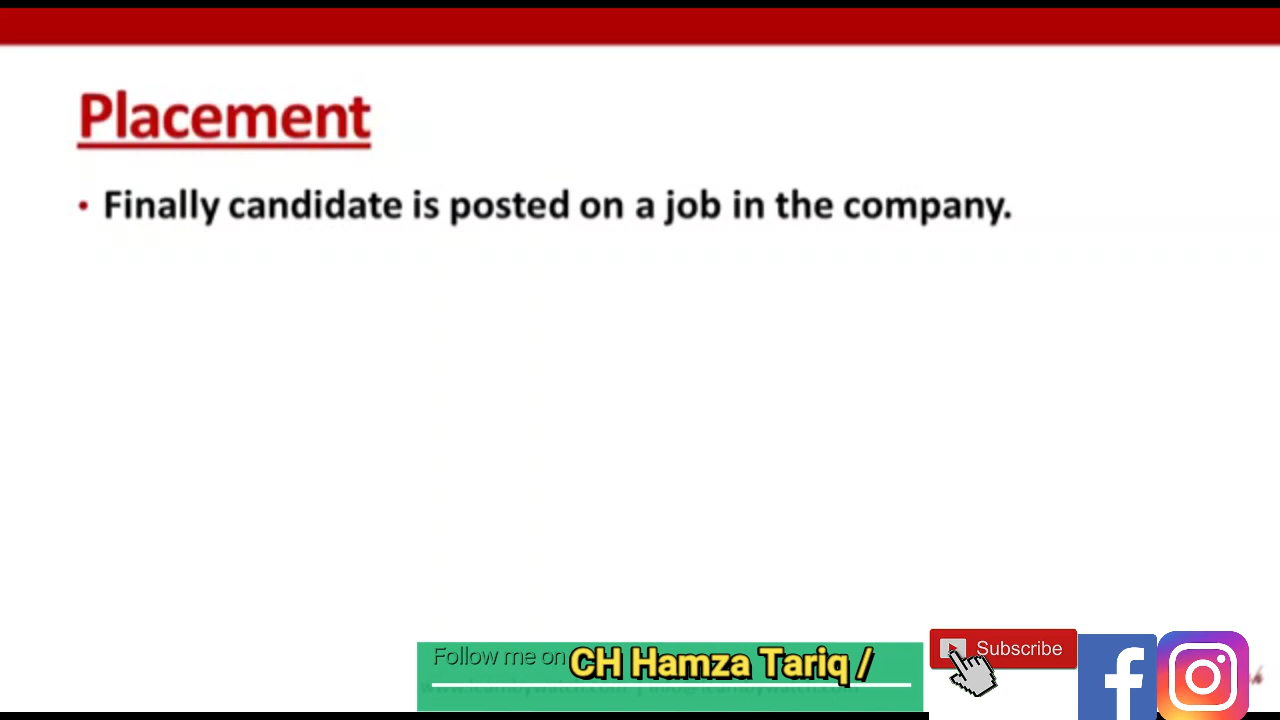 Placement
• Finally candidate is posted on a job in the company.
Follow me on CH Hamza Tariq /
Subscribe